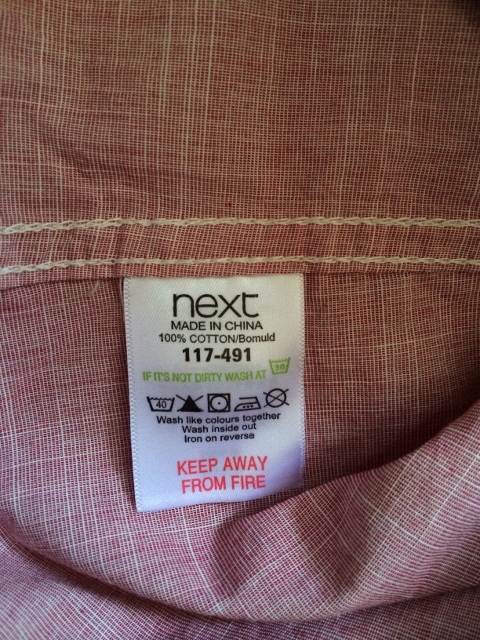 next
MADE IN CHINA
100% COTTON/Bomuld
117-491
IF IT'S NOT DIRTY WASH AT 30
40
Wash like colours together
Wash inside out
Iron on reverse
KEEP AWAY
FROM FIRE